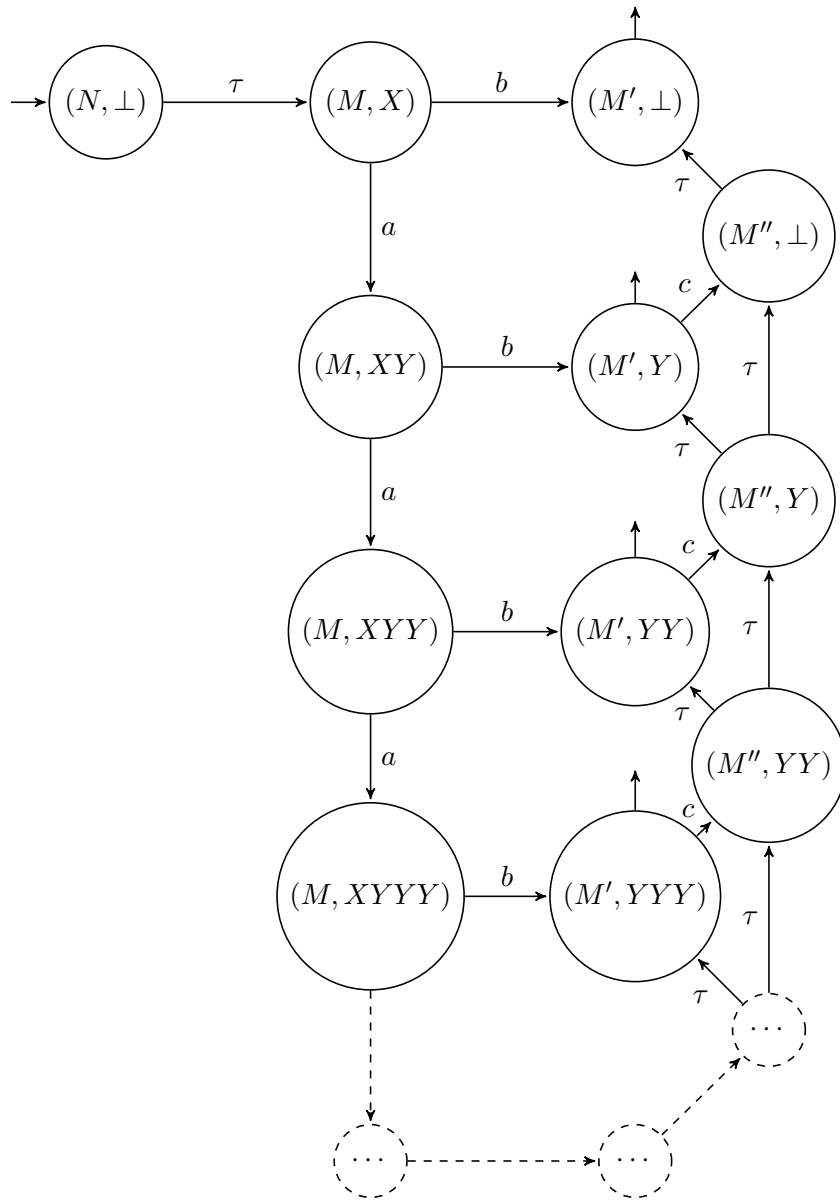 τ
b
(N, ⊥)
(M, X)
(M′, ⊥)
τ
a
(M″, ⊥)
c
b
τ
(M, XY)
(M′, Y)
τ
a
(M″, Y)
c
b
τ
(M, XYY)
(M′, YY)
τ
a
(M″, YY)
c
b
τ
(M, XYYY)
(M′, YYY)
τ
· · ·
· · ·
· · ·